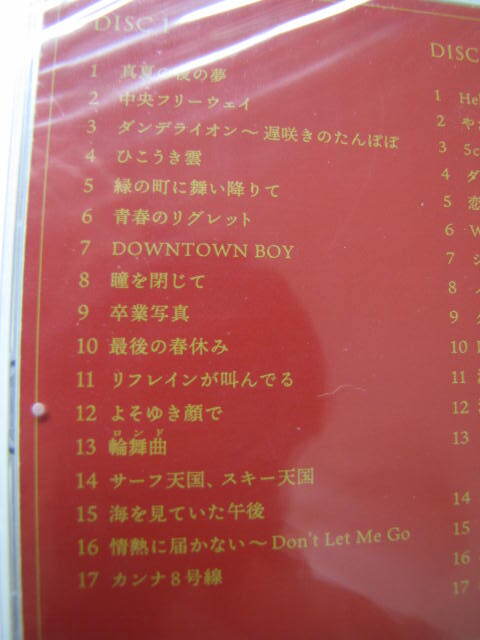 DISC 1
1 真夏の夜の夢
2 中央フリーウェイ
3 ダンデライオン〜遅咲きのたんぽぽ
4 ひこうき雲
5 緑の町に舞い降りて
6 青春のリグレット
7 DOWNTOWN BOY
8 瞳を閉じて
9 卒業写真
10 最後の春休み
11 リフレインが叫んでる
12 よそゆき顔で
ロンド
13 輪舞曲
14 サーフ天国、スキー天国
15 海を見ていた午後
16 情熱に届かない〜Don't Let Me Go
17 カンナ8号線
DISC
1 He
2 や
3 Sc
4 ダ
5 恋
6 W
7 シ
8
9
10
11
12
13
14
15
16
17